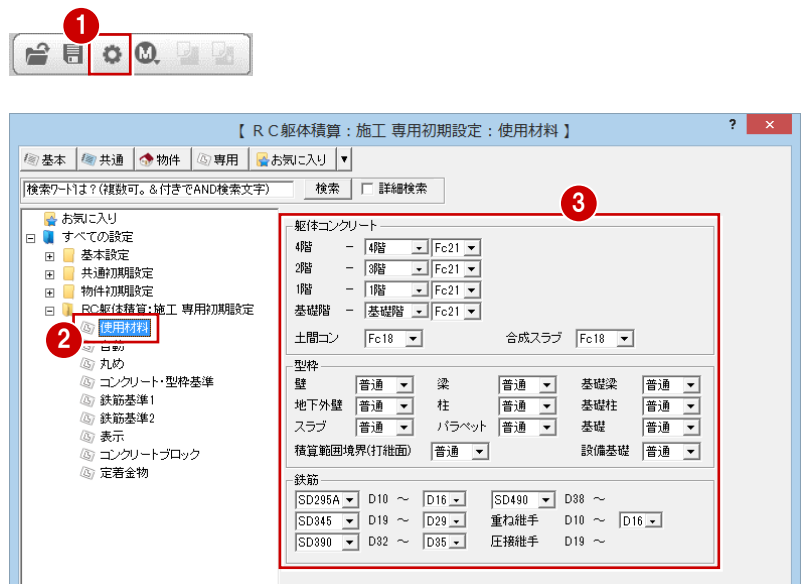 1
M
【 ＲＣ躯体積算：施工 専用初期設定：使用材料 】 ? ×
基本 共通 物件 専用 お気に入り ▼
検索ワードは？(複数可。＆付きでAND検索文字) 検索 詳細検索
お気に入り
すべての設定
基本設定
共通初期設定
物件初期設定
RC躯体積算:施工 専用初期設定
2
使用材料
自動
丸め
コンクリート・型枠基準
鉄筋基準1
鉄筋基準2
表示
コンクリートブロック
定着金物
3
躯体コンクリート
4階 － 4階 Fc21
2階 － 3階 Fc21
1階 － 1階 Fc21
基礎階 － 基礎階 Fc21
土間コン Fc18 合成スラブ Fc18
型枠
壁 普通 梁 普通 基礎梁 普通
地下外壁 普通 柱 普通 基礎柱 普通
スラブ 普通 パラペット 普通 基礎 普通
積算範囲境界(打継面) 普通 設備基礎 普通
鉄筋
SD295A D10 ～ D16 SD490 D38 ～
SD345 D19 ～ D29 重ね継手 D10 ～ D16
SD390 D32 ～ D35 圧接継手 D19 ～